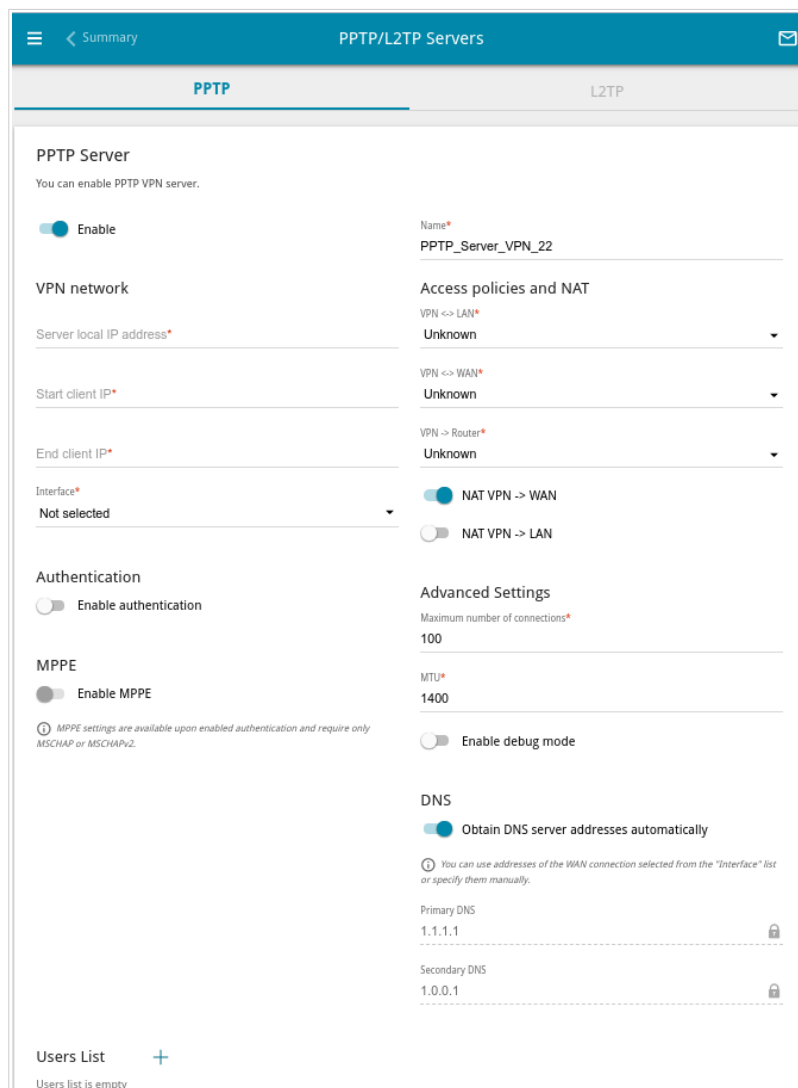 Summary
PPTP/L2TP Servers
PPTP
L2TP
PPTP Server
You can enable PPTP VPN server.
Enable
Name*
PPTP_Server_VPN_22
VPN network
Server local IP address*
Start client IP*
End client IP*
Interface*
Not selected
Access policies and NAT
VPN <-> LAN*
Unknown
VPN <-> WAN*
Unknown
VPN -> Router*
Unknown
NAT VPN -> WAN
NAT VPN -> LAN
Authentication
Enable authentication
MPPE
Enable MPPE
MPPE settings are available upon enabled authentication and require only
MSCHAP or MSCHAPv2.
Advanced Settings
Maximum number of connections*
100
MTU*
1400
Enable debug mode
DNS
Obtain DNS server addresses automatically
You can use addresses of the WAN connection selected from the "Interface" list
or specify them manually.
Primary DNS
1.1.1.1
Secondary DNS
1.0.0.1
Users List
Users list is empty